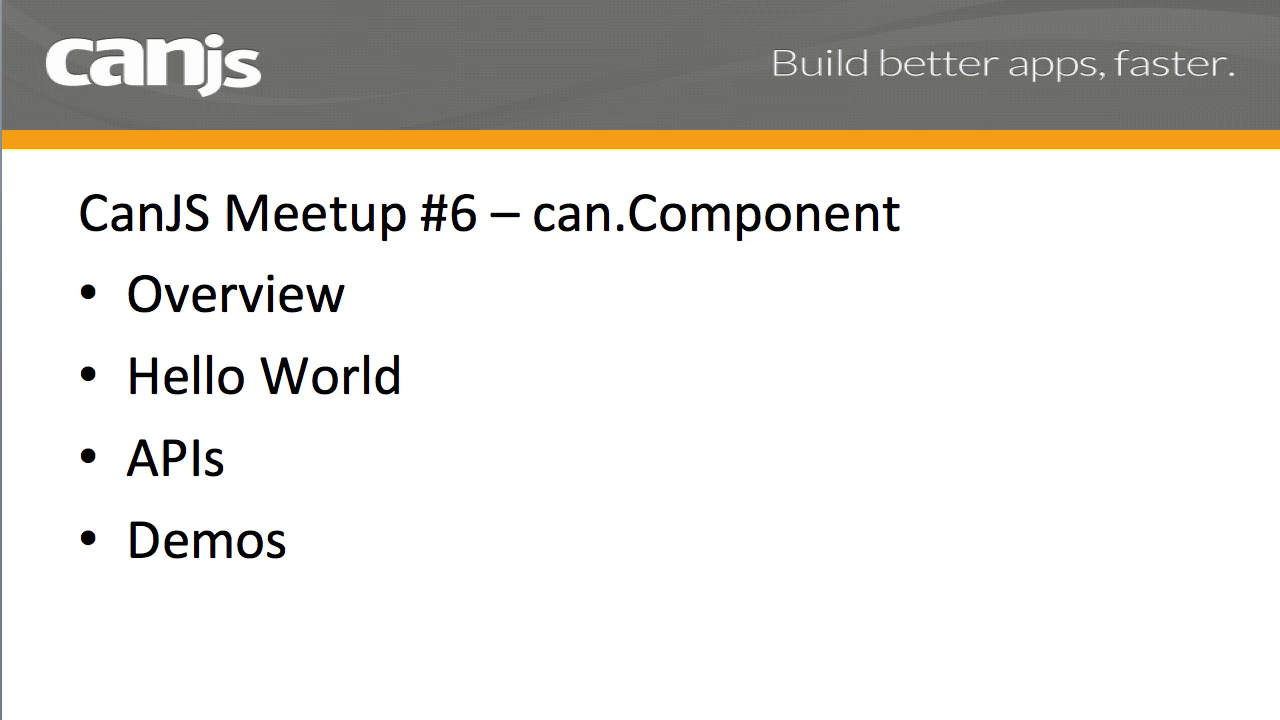 canjs
Build better apps, faster.
CanJS Meetup #6 – can.Component
• Overview
• Hello World
• APIs
• Demos